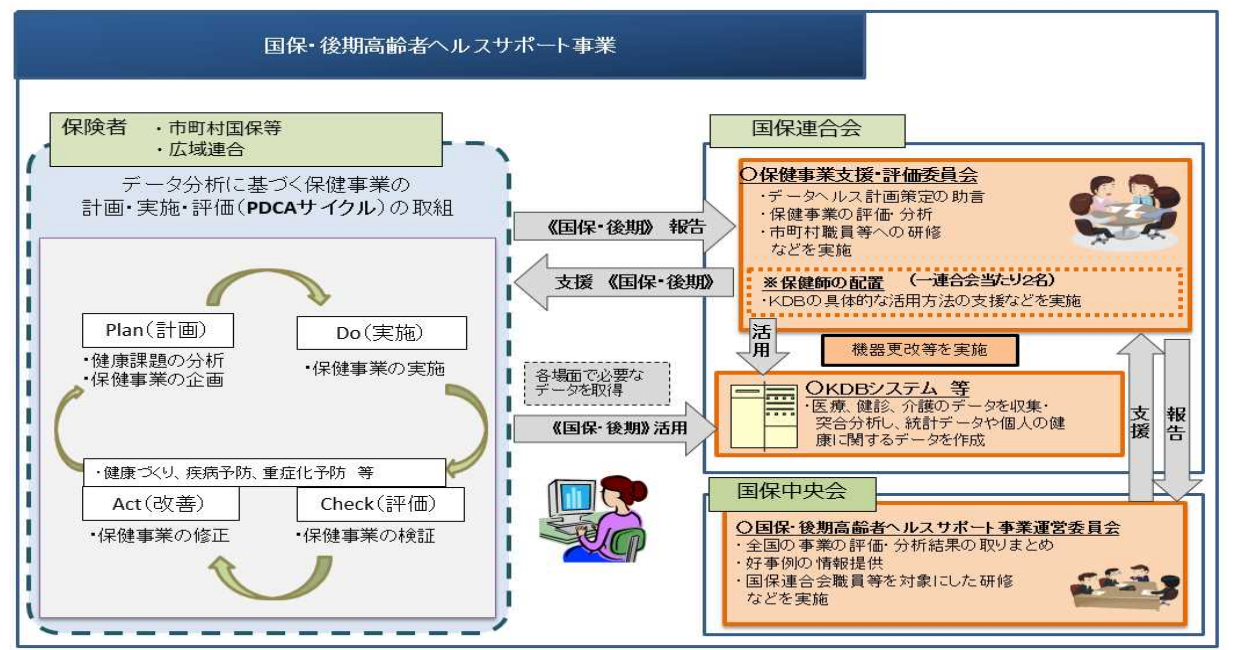 国保・後期高齢者ヘルスサポート事業
保険者　・市町村国保等
・広域連合
データ分析に基づく保健事業の
計画・実施・評価（PDCAサイクル）の取組
Plan（計画）
・健康課題の分析
・保健事業の企画
Do（実施）
・保健事業の実施
・健康づくり、疾病予防、重症化予防　等
Act（改善）
・保健事業の修正
Check（評価）
・保健事業の検証
《国保・後期》　報告
支援　《国保・後期》
各場面で必要な
データを取得
《国保・後期》活用
国保連合会
〇保健事業支援・評価委員会
・データヘルス計画策定の助言
・保健事業の評価・分析
・市町村職員等への研修
などを実施
※保健師の配置　（一連合会当たり2名）
・KDBの具体的な活用方法の支援などを実施
活用
機器更改等を実施
〇KDBシステム　等
・医療、健診、介護のデータを収集・
突合分析し、統計データや個人の健
康に関するデータを作成
支援
報告
国保中央会
〇国保・後期高齢者ヘルスサポート事業運営委員会
・全国の事業の評価・分析結果の取りまとめ
・好事例の情報提供
・国保連合会職員等を対象にした研修
などを実施